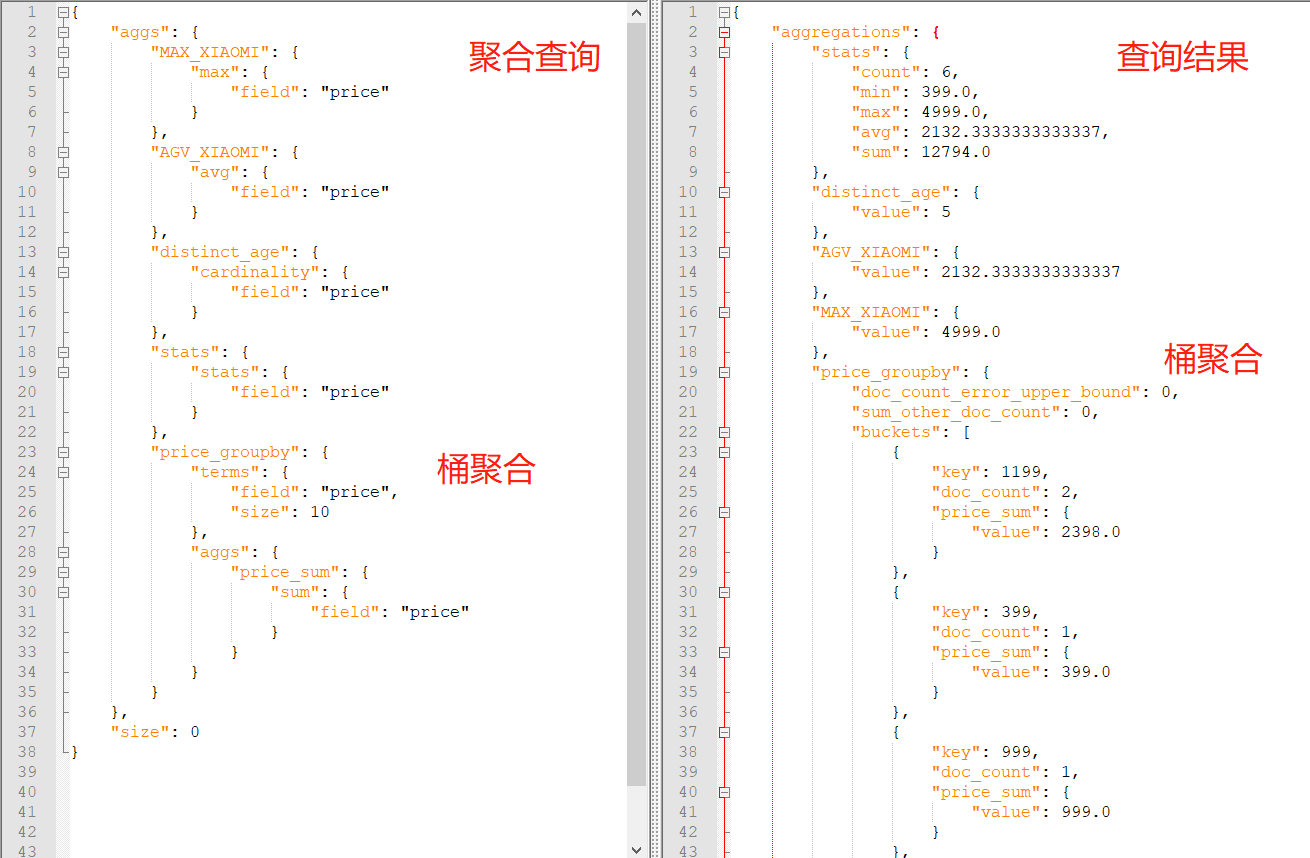 1 {
2 "aggs": {
3 "MAX_XIAOMI": {
4 "max": {
5 "field": "price"
6 }
7 },
8 "AGV_XIAOMI": {
9 "avg": {
10 "field": "price"
11 }
12 },
13 "distinct_age": {
14 "cardinality": {
15 "field": "price"
16 }
17 },
18 "stats": {
19 "stats": {
20 "field": "price"
21 }
22 },
23 "price_groupby": {
24 "terms": {
25 "field": "price",
26 "size": 10
27 },
28 "aggs": {
29 "price_sum": {
30 "sum": {
31 "field": "price"
32 }
33 }
34 }
35 }
36 },
37 "size": 0
38 }
39
40
41
42
43
聚合查询
桶聚合
1 {
2 "aggregations": {
3 "stats": {
4 "count": 6,
5 "min": 399.0,
6 "max": 4999.0,
7 "avg": 2132.3333333333337,
8 "sum": 12794.0
9 },
10 "distinct_age": {
11 "value": 5
12 },
13 "AGV_XIAOMI": {
14 "value": 2132.3333333333337
15 },
16 "MAX_XIAOMI": {
17 "value": 4999.0
18 },
19 "price_groupby": {
20 "doc_count_error_upper_bound": 0,
21 "sum_other_doc_count": 0,
22 "buckets": [
23 {
24 "key": 1199,
25 "doc_count": 2,
26 "price_sum": {
27 "value": 2398.0
28 }
29 },
30 {
31 "key": 399,
32 "doc_count": 1,
33 "price_sum": {
34 "value": 399.0
35 }
36 },
37 {
38 "key": 999,
39 "doc_count": 1,
40 "price_sum": {
41 "value": 999.0
42 }
43 },
查询结果
桶聚合